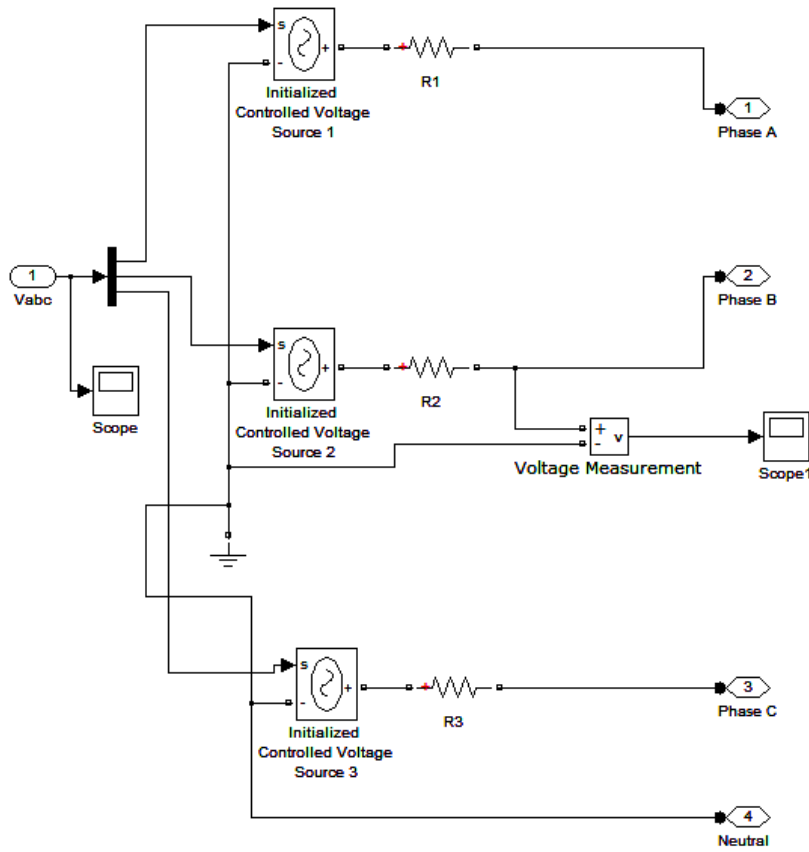 s
+
-
Initialized
Controlled Voltage
Source 1
R1
1
Phase A
1
Vabc
Scope
s
+
-
Initialized
Controlled Voltage
Source 2
R2
2
Phase B
+
-
v
Voltage Measurement
Scope1
s
+
-
Initialized
Controlled Voltage
Source 3
R3
3
Phase C
4
Neutral